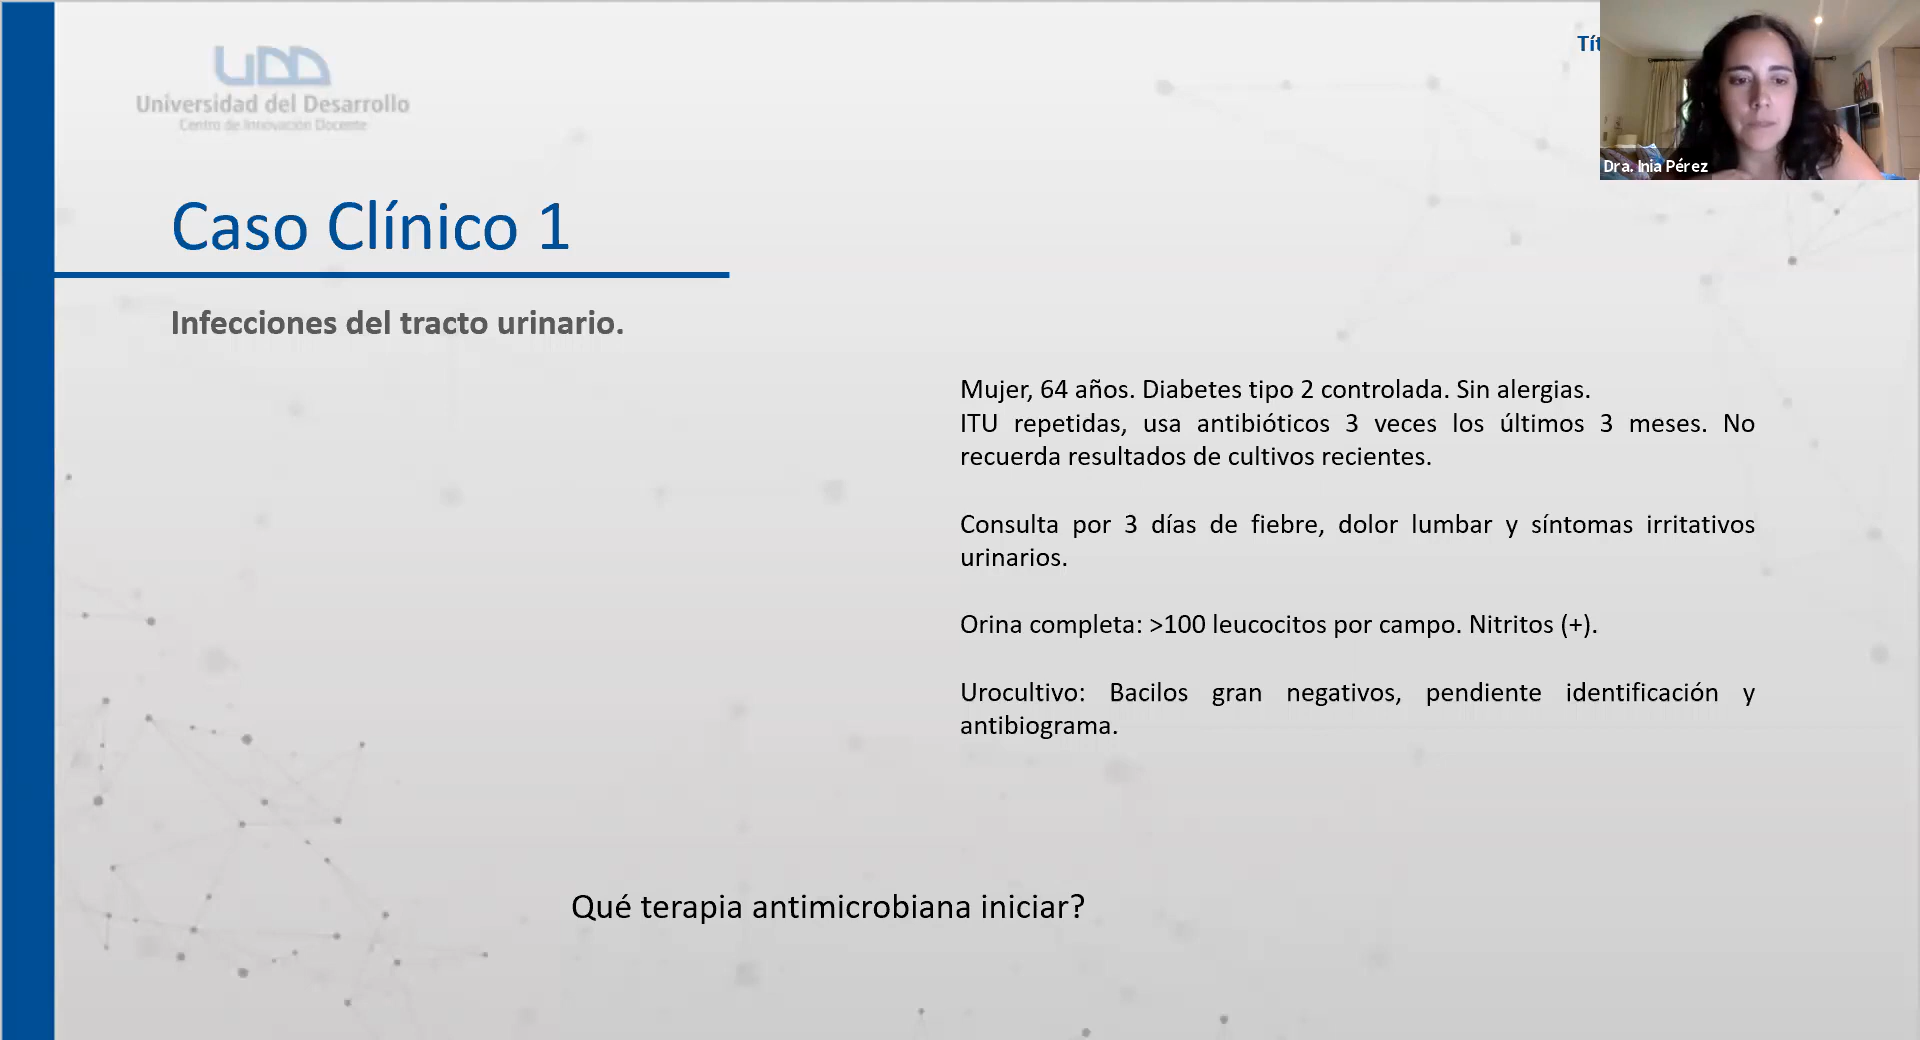 UDD
Universidad del Desarrollo
Centro de Innovación Docente
Tít
Dra. Inia Pérez
Caso Clínico 1
Infecciones del tracto urinario.
Mujer, 64 años. Diabetes tipo 2 controlada. Sin alergias.
ITU repetidas, usa antibióticos 3 veces los últimos 3 meses. No
recuerda resultados de cultivos recientes.
Consulta por 3 días de fiebre, dolor lumbar y síntomas irritativos
urinarios.
Orina completa: >100 leucocitos por campo. Nitritos (+).
Urocultivo: Bacilos gran negativos, pendiente identificación y
antibiograma.
Qué terapia antimicrobiana iniciar?